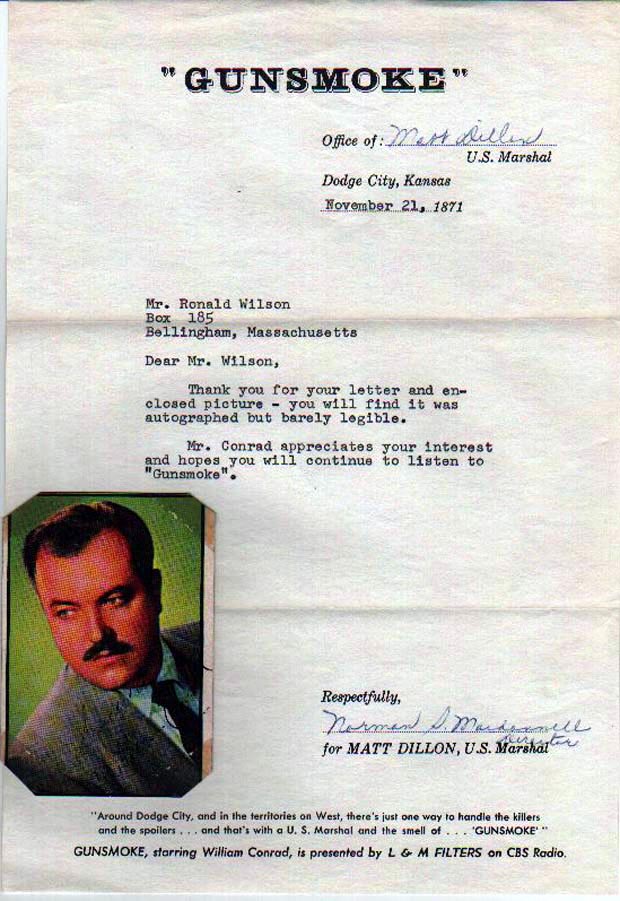 "GUNSMOKE"
Office of: Matt Dillon
U.S. Marshal
Dodge City, Kansas
November 21, 1871
Mr. Ronald Wilson
Box 185
Bellingham, Massachusetts
Dear Mr. Wilson,
Thank you for your letter and en-
closed picture - you will find it was
autographed but barely legible.
Mr. Conrad appreciates your interest
and hopes you will continue to listen to
"Gunsmoke".
Respectfully,
Norman S. Macdonnell
Director
for MATT DILLON, U.S. Marshal
"Around Dodge City, and in the territories on West, there's just one way to handle the killers
and the spoilers . . . and that's with a U. S. Marshal and the smell of . . . 'GUNSMOKE' "
GUNSMOKE, starring William Conrad, is presented by L & M FILTERS on CBS Radio.